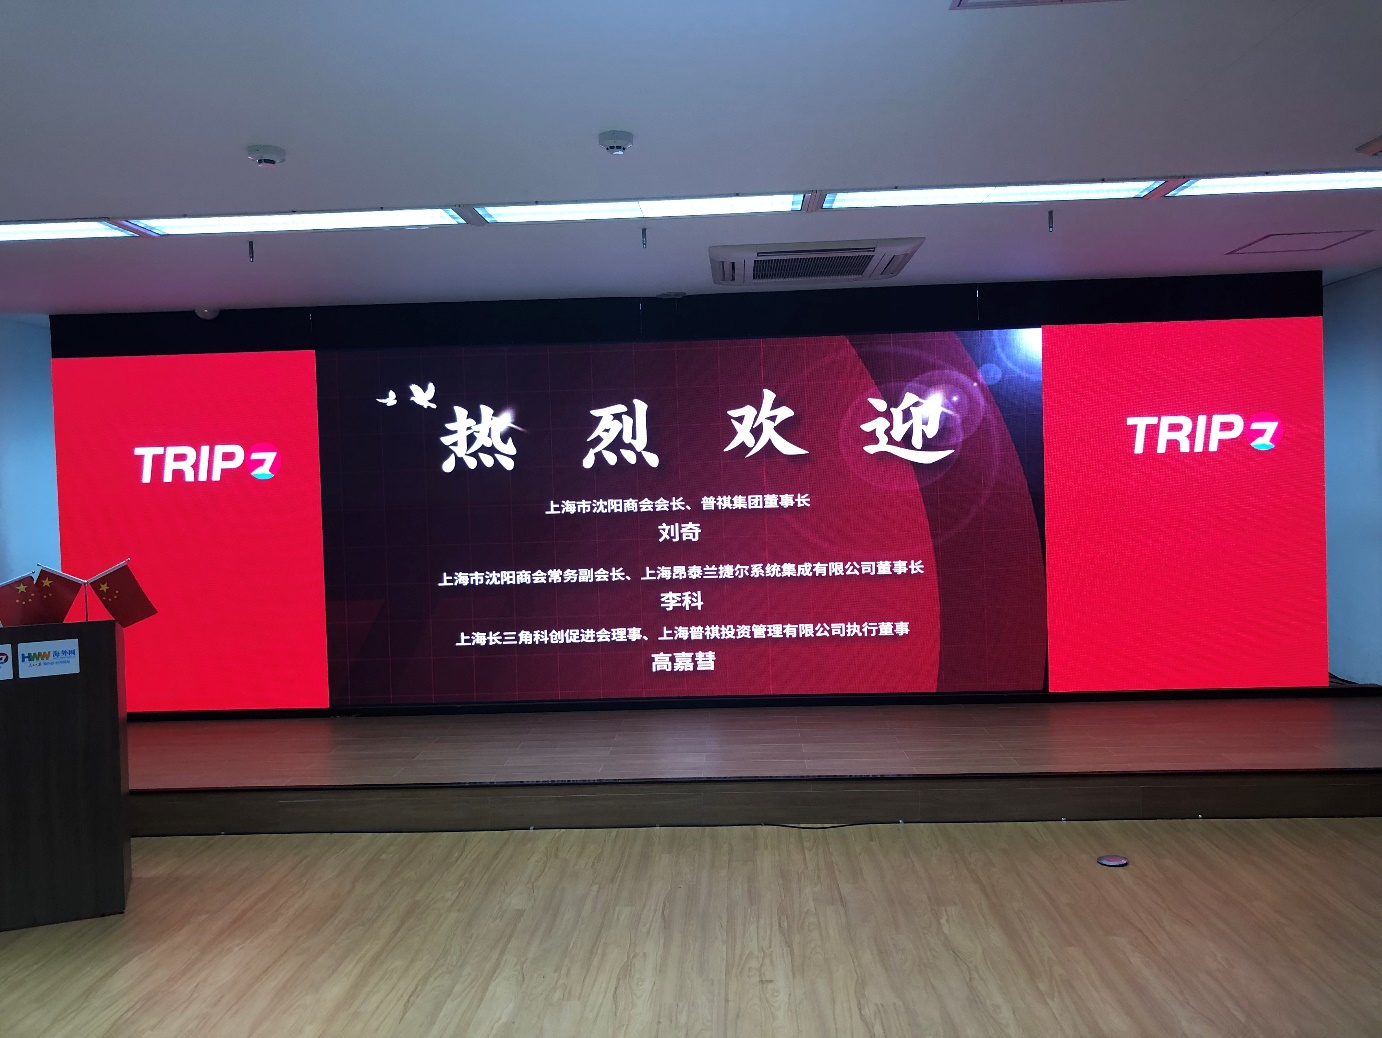 热烈欢迎
TRIP
TRIP
上海市沈阳商会会长、普祺集团董事长
刘奇
上海市沈阳商会常务副会长、上海昂泰兰捷尔系统集成有限公司董事长
李科
上海长三角科创促进会理事、上海普祺投资管理有限公司执行董事
高嘉彗
HWW 海外网